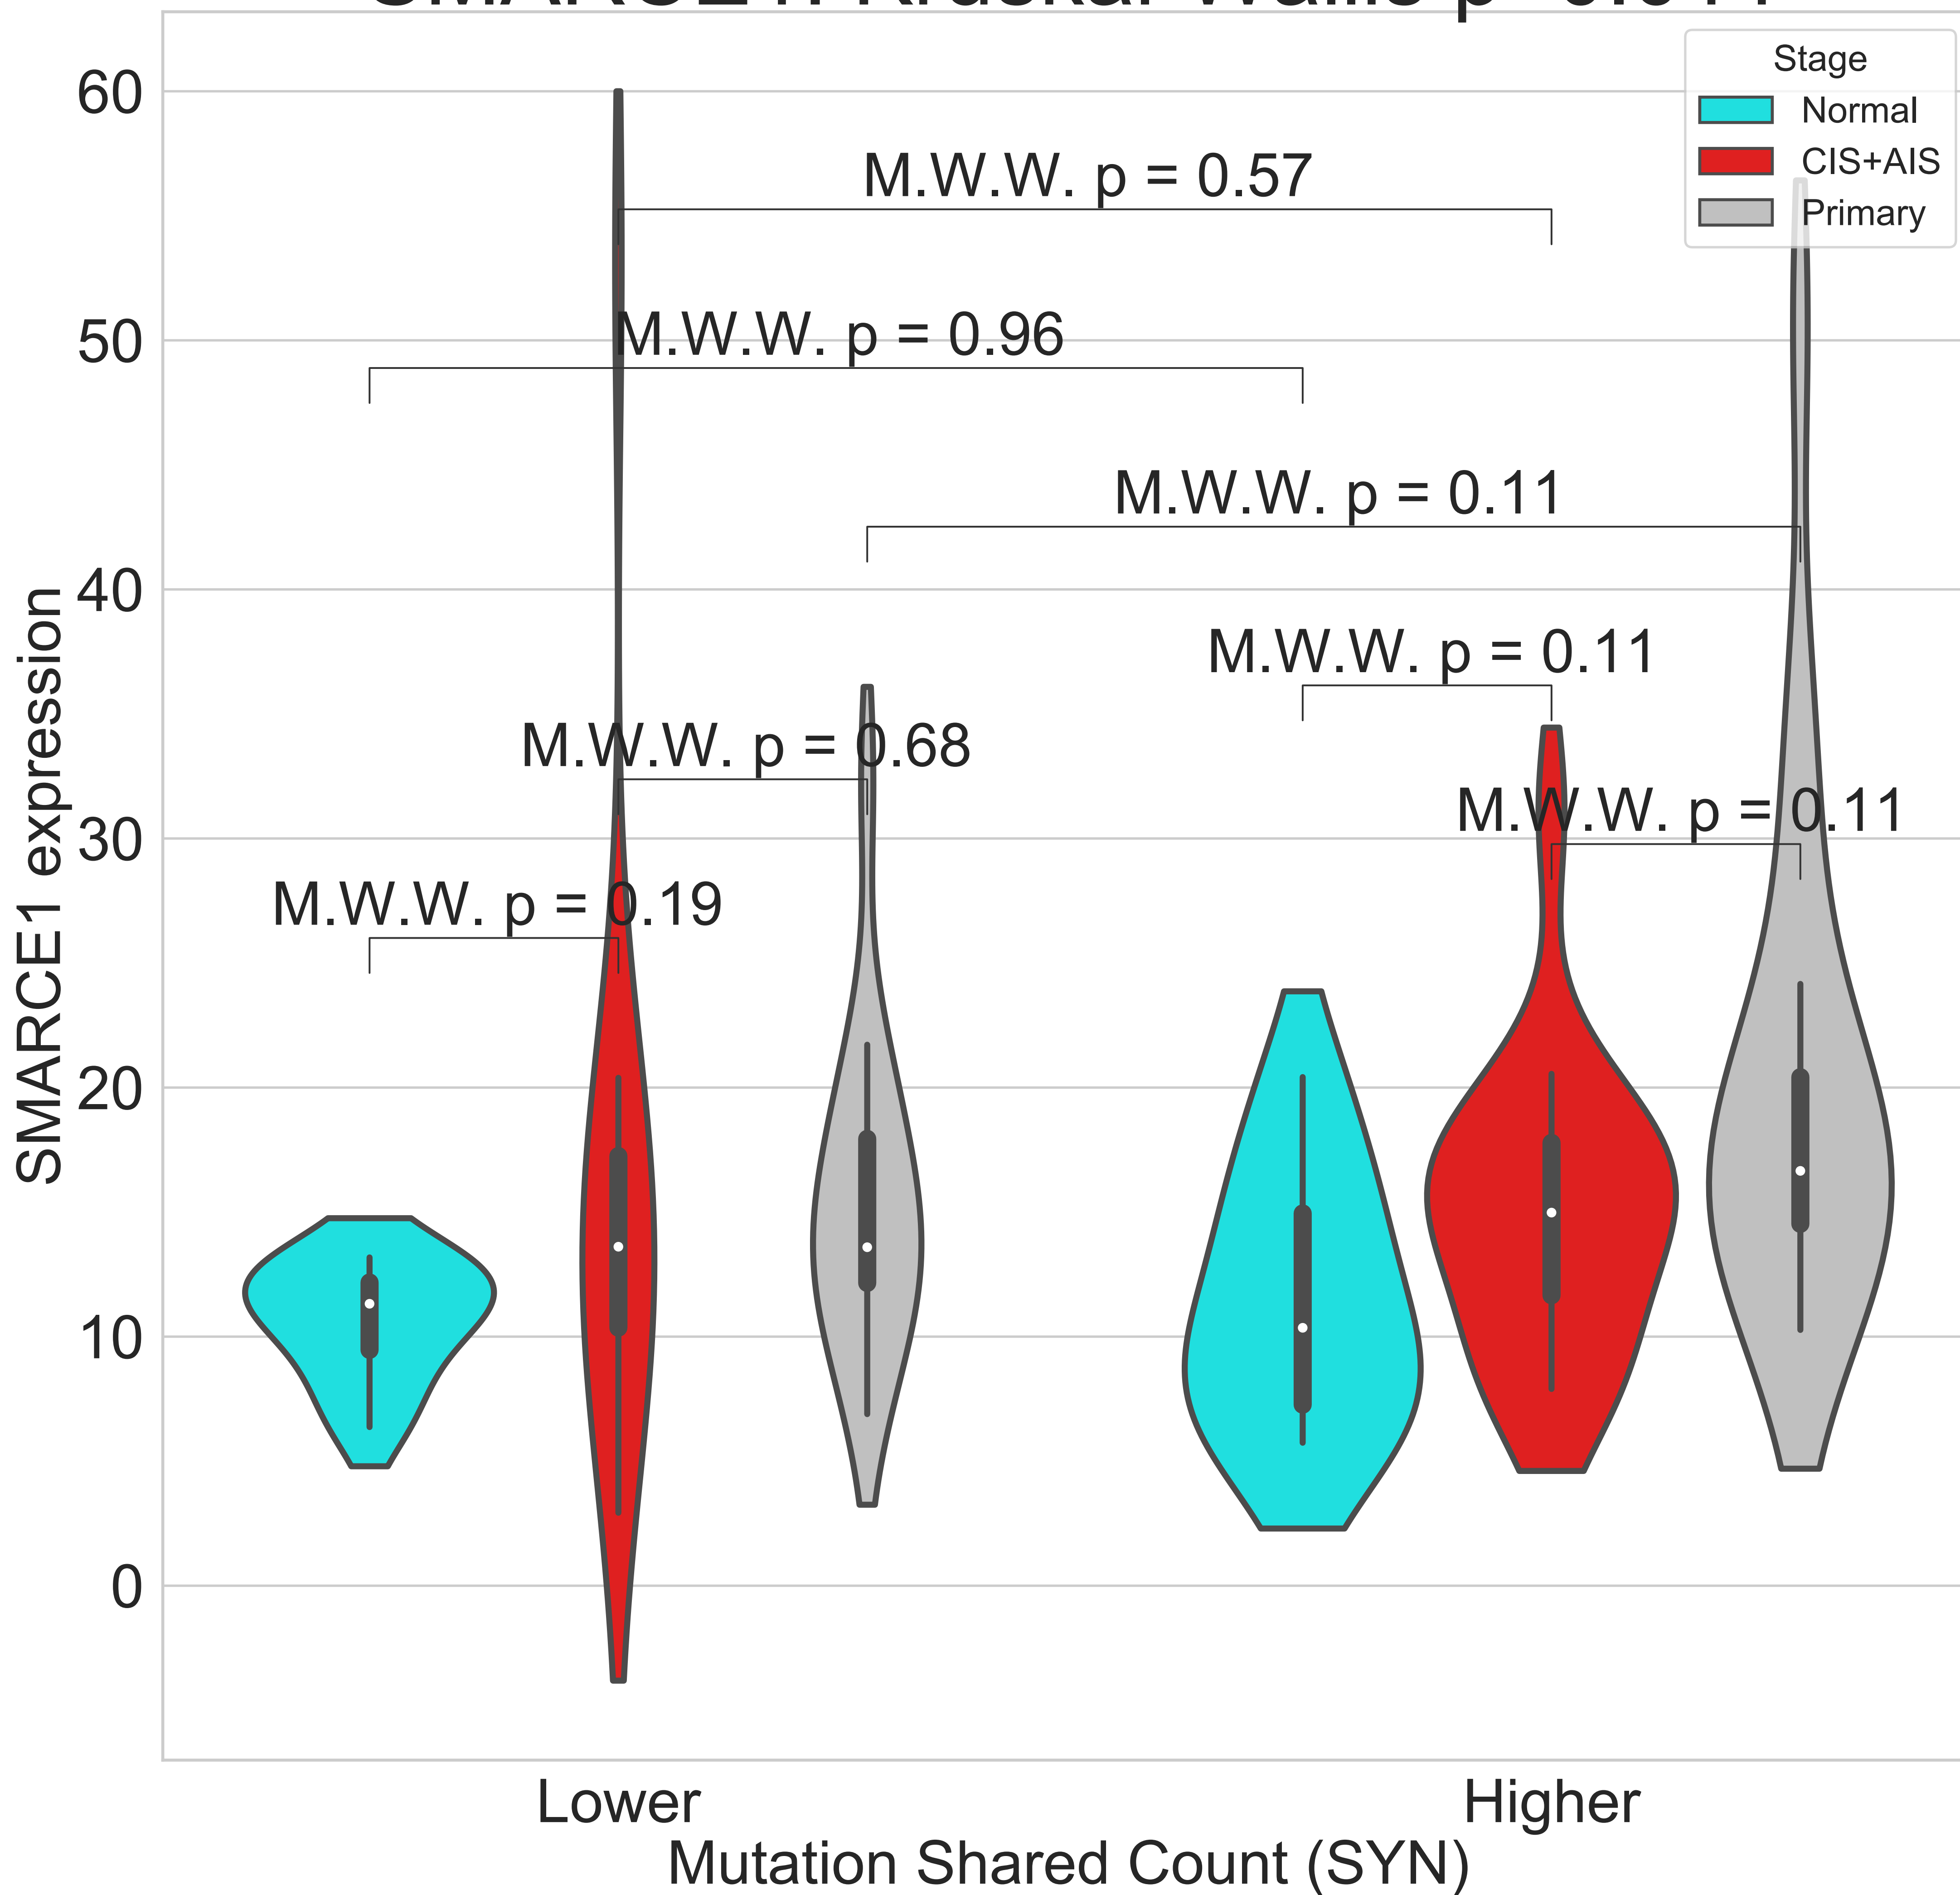 Stage
Normal
CIS+AIS
Primary
60
50
40
30
20
10
0
SMARCE1 expression
M.W.W. p = 0.57
M.W.W. p = 0.96
M.W.W. p = 0.11
M.W.W. p = 0.11
M.W.W. p = 0.68
M.W.W. p = 0.11
M.W.W. p = 0.19
Lower
Higher
Mutation Shared Count (SYN)